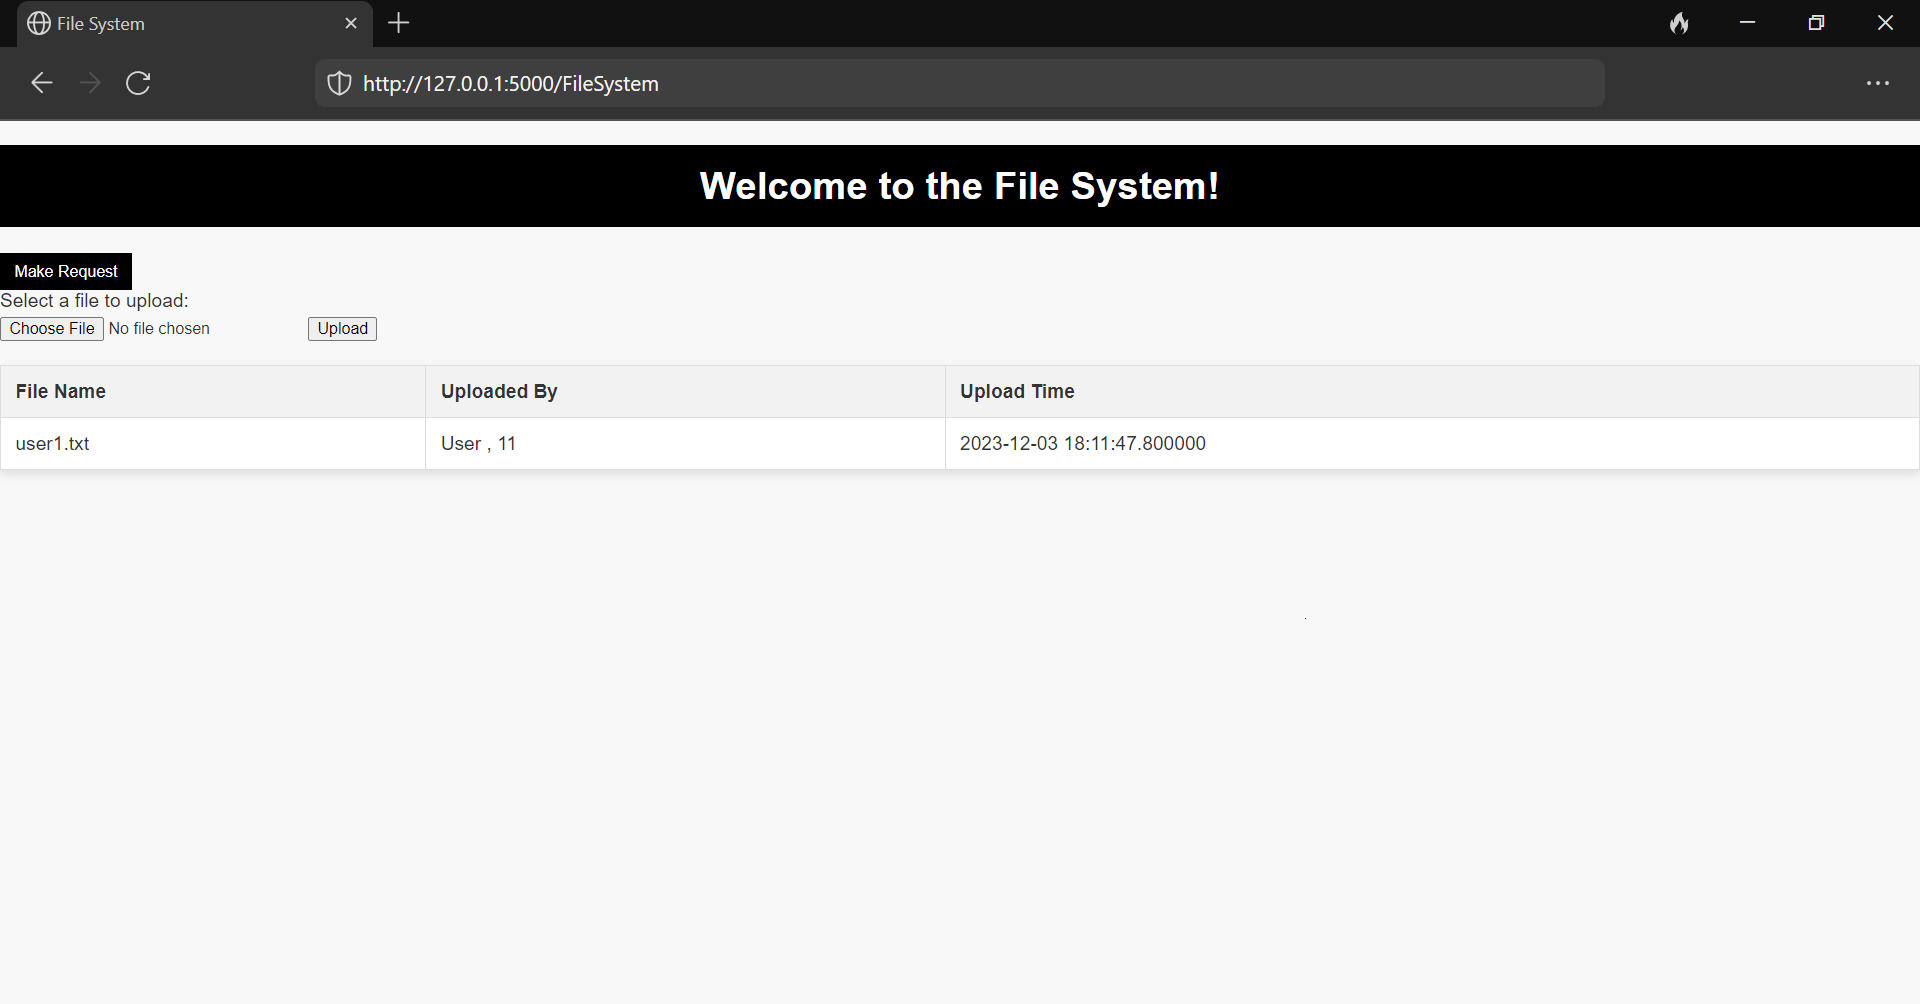 File System
http://127.0.0.1:5000/FileSystem
Welcome to the File System!
Make Request
Select a file to upload:
Choose File No file chosen Upload
File Name Uploaded By Upload Time
user1.txt User , 11 2023-12-03 18:11:47.800000